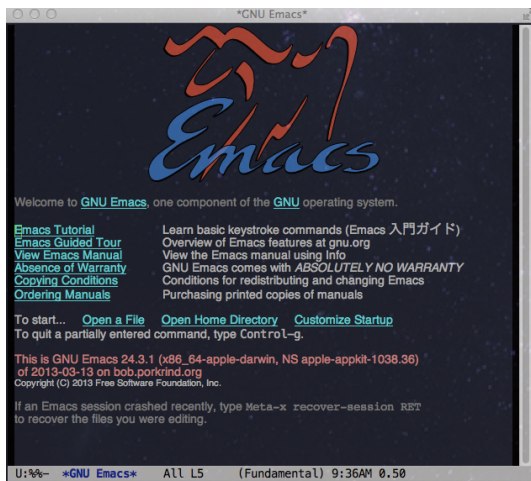 *GNU Emacs*
Emacs
Welcome to GNU Emacs, one component of the GNU operating system.
Emacs Tutorial Learn basic keystroke commands (Emacs 入門ガイド)
Emacs Guided Tour Overview of Emacs features at gnu.org
View Emacs Manual View the Emacs manual using Info
Absence of Warranty GNU Emacs comes with ABSOLUTELY NO WARRANTY
Copying Conditions Conditions for redistributing and changing Emacs
Ordering Manuals Purchasing printed copies of manuals
To start... Open a File Open Home Directory Customize Startup
To quit a partially entered command, type Control-g.
This is GNU Emacs 24.3.1 (x86_64-apple-darwin, NS apple-appkit-1038.36)
of 2013-03-13 on bob.porkrind.org
Copyright (C) 2013 Free Software Foundation, Inc.
If an Emacs session crashed recently, type Meta-x recover-session RET
to recover the files you were editing.
U:%%- *GNU Emacs* All L5 (Fundamental) 9:36AM 0.50